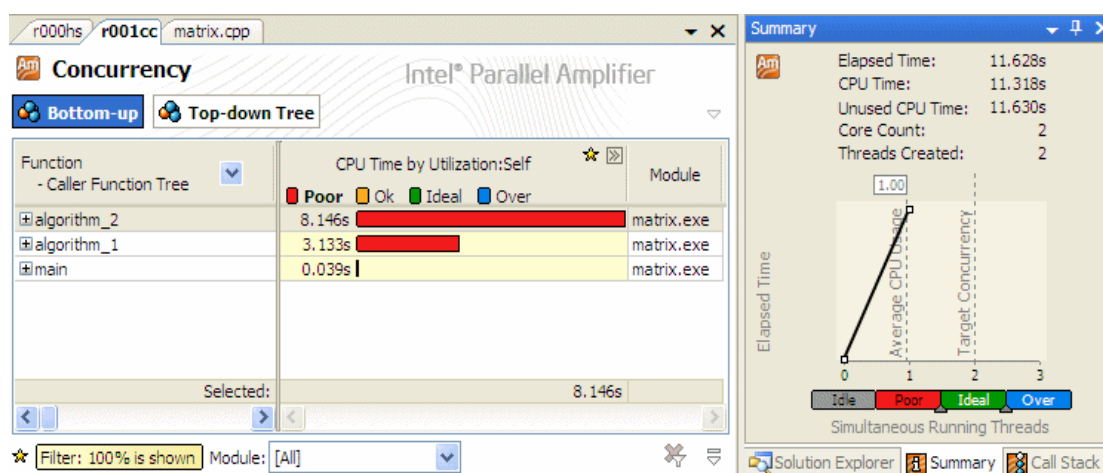 r000hs r001cc matrix.cpp
Concurrency
Intel® Parallel Amplifier
Bottom-up Top-down Tree
Function
- Caller Function Tree
CPU Time by Utilization:Self
Poor Ok Ideal Over
Module
algorithm_2 8.146s matrix.exe
algorithm_1 3.133s matrix.exe
main 0.039s matrix.exe
Selected: 8.146s
Filter: 100% is shown Module: [All]
Summary
Am
Elapsed Time: 11.628s
CPU Time: 11.318s
Unused CPU Time: 11.630s
Core Count: 2
Threads Created: 2
1.00
Elapsed Time
Average CPU Usage
Target Concurrency
0 1 2 3
Idle Poor Ideal Over
Simultaneous Running Threads
Solution Explorer Summary Call Stack